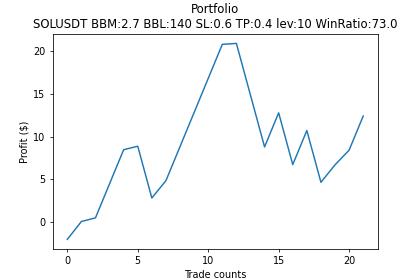 Portfolio
SOLUSDT BBM:2.7 BBL:140 SL:0.6 TP:0.4 lev:10 WinRatio:73.0
20
15
10
5
0
Profit ($)
0 5 10 15 20
Trade counts